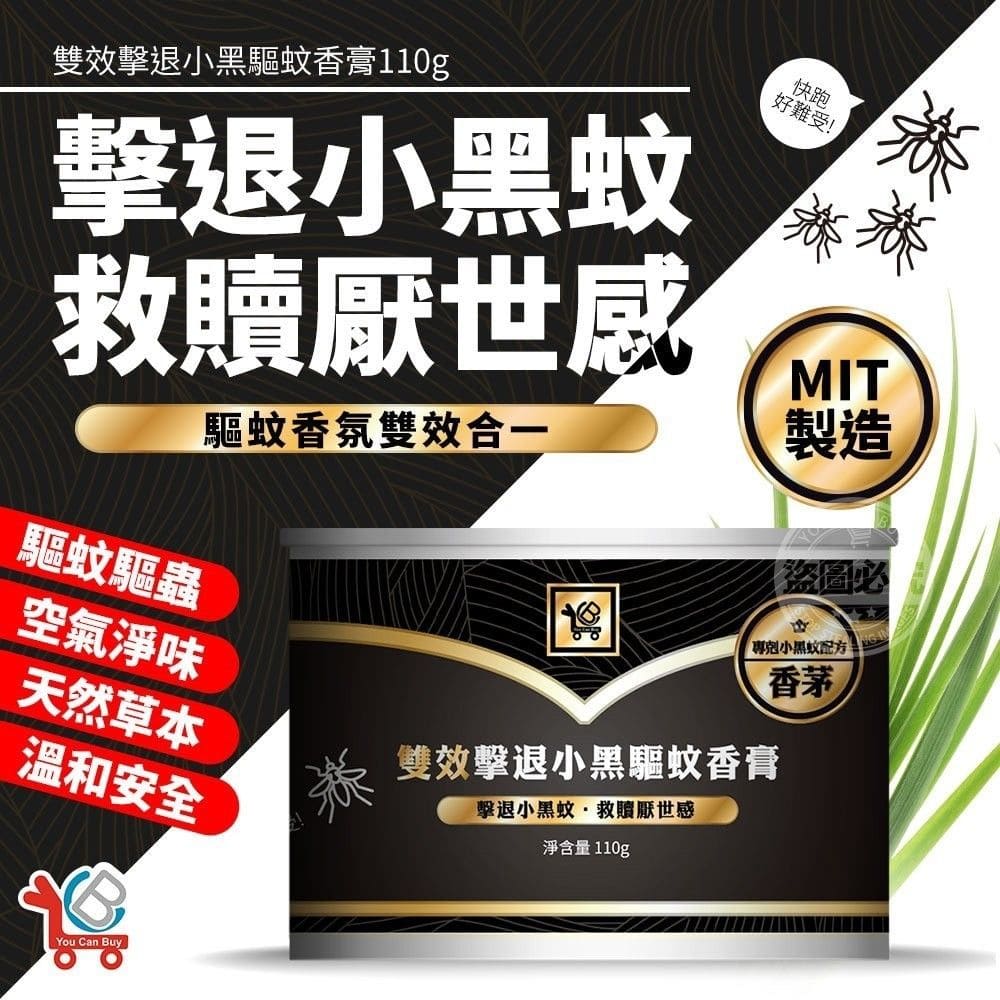 雙效擊退小黑驅蚊香膏110g
快跑
好難受!
擊退小黑蚊
救贖厭世感
驅蚊香氛雙效合一
MIT
製造
驅蚊驅蟲
空氣淨味
天然草本
溫和安全
盜圖必
You Can Buy
專剋小黑蚊配方
香茅
雙效擊退小黑驅蚊香膏
擊退小黑蚊・救贖厭世感
淨含量 110g
You Can Buy